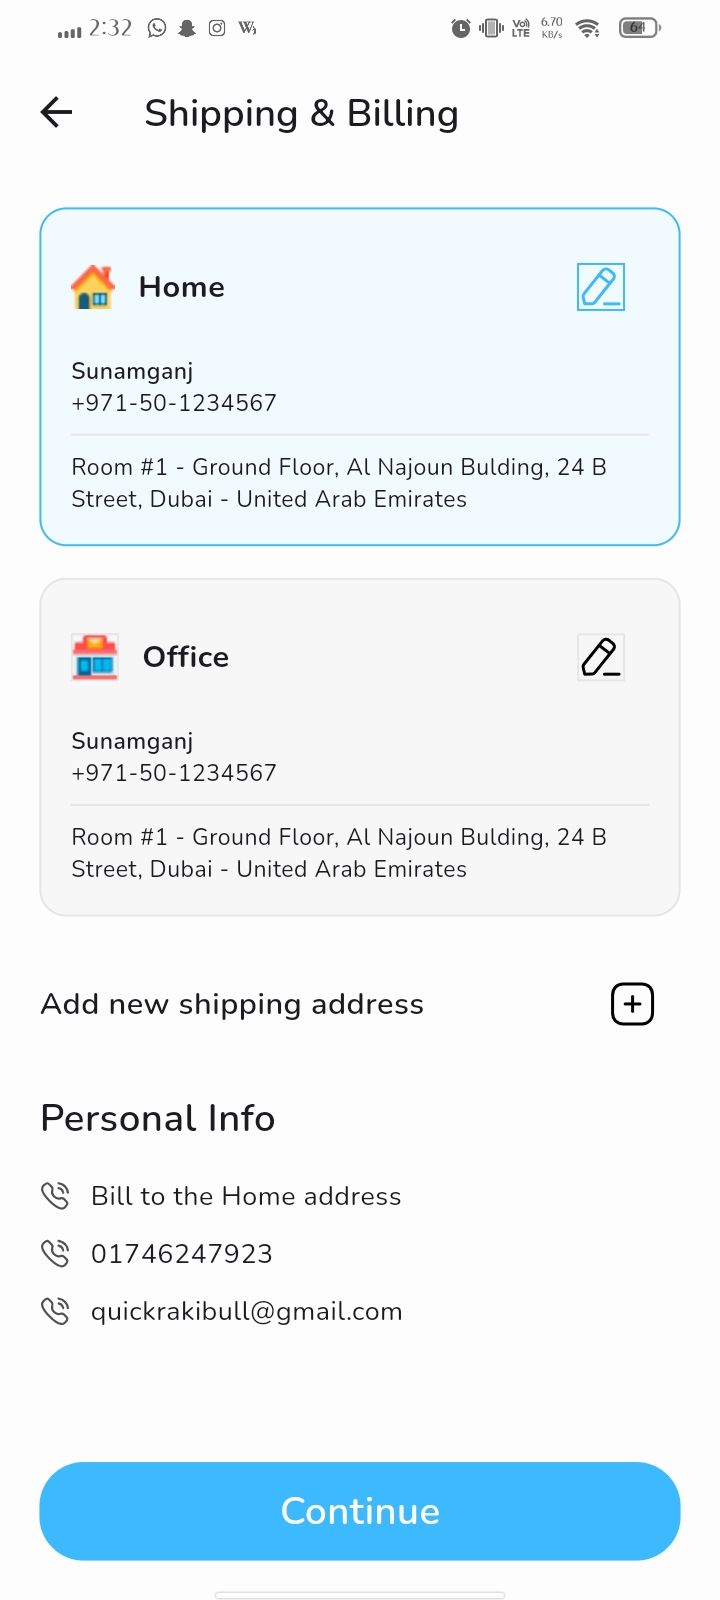 2:32
Vo) LTE
6.70 KB/s
64
Shipping & Billing
Home
Sunamganj
+971-50-1234567
Room #1 - Ground Floor, Al Najoun Bulding, 24 B
Street, Dubai - United Arab Emirates
Office
Sunamganj
+971-50-1234567
Room #1 - Ground Floor, Al Najoun Bulding, 24 B
Street, Dubai - United Arab Emirates
Add new shipping address
Personal Info
Bill to the Home address
01746247923
quickrakibull@gmail.com
Continue